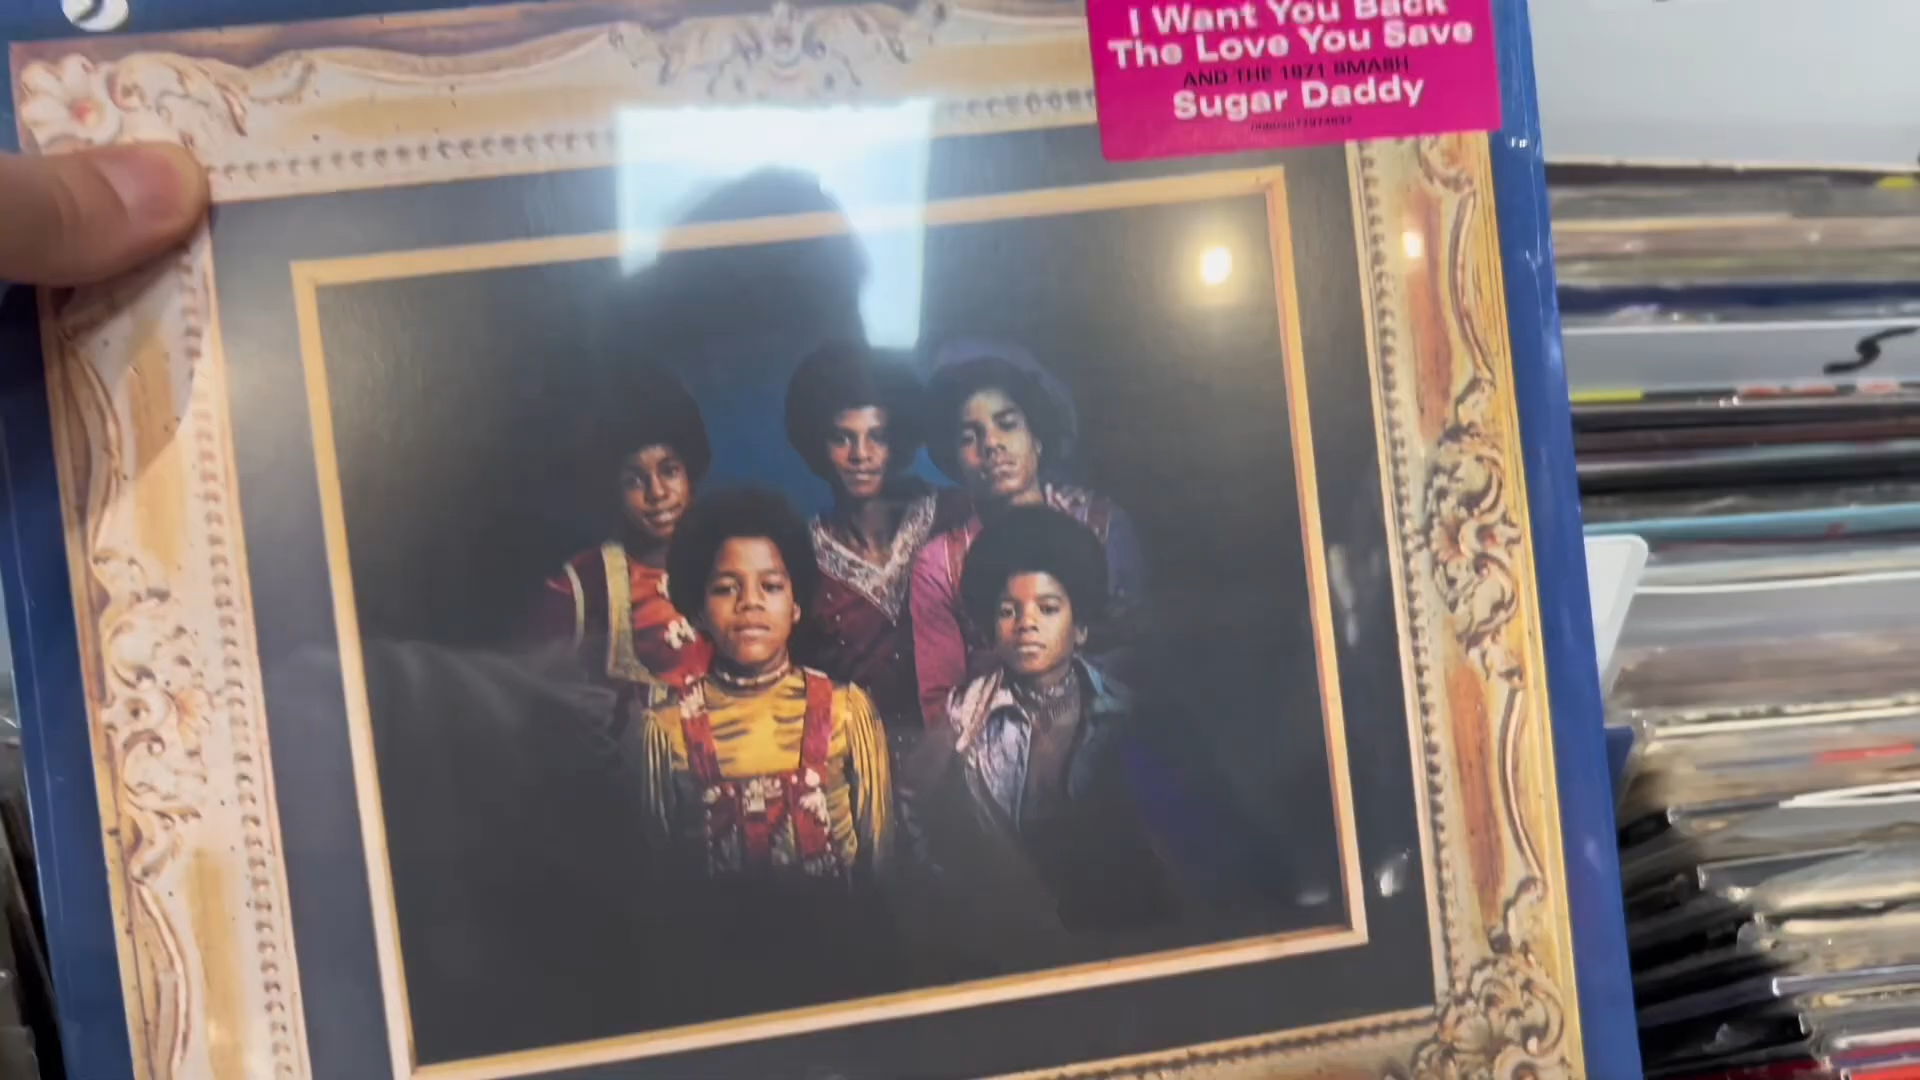 I Want You Back
The Love You Save
AND THE 1971 SMASH
Sugar Daddy